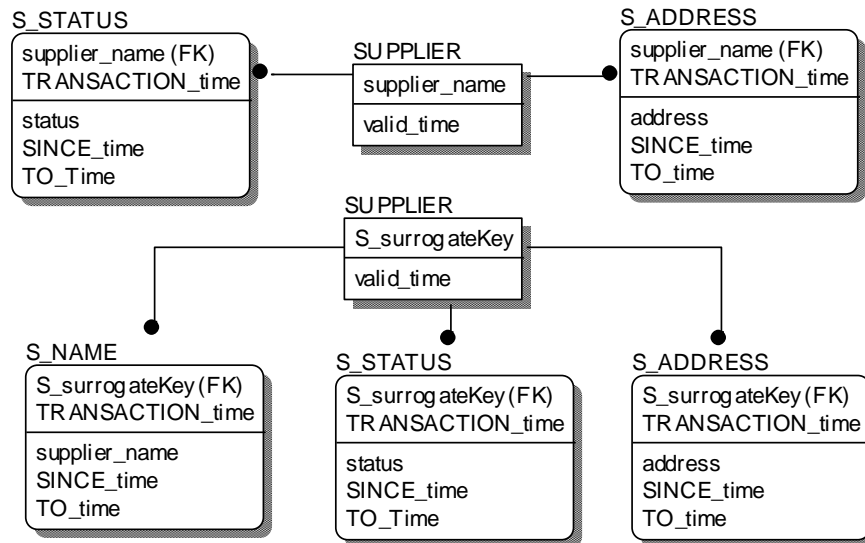 S_STATUS
supplier_name (FK)
TRANSACTION_time
status
SINCE_time
TO_Time
SUPPLIER
supplier_name
valid_time
S_ADDRESS
supplier_name (FK)
TRANSACTION_time
address
SINCE_time
TO_time
SUPPLIER
S_surrogateKey
valid_time
S_NAME
S_surrogateKey (FK)
TRANSACTION_time
supplier_name
SINCE_time
TO_time
S_STATUS
S_surrogateKey (FK)
TRANSACTION_time
status
SINCE_time
TO_Time
S_ADDRESS
S_surrogateKey (FK)
TRANSACTION_time
address
SINCE_time
TO_time